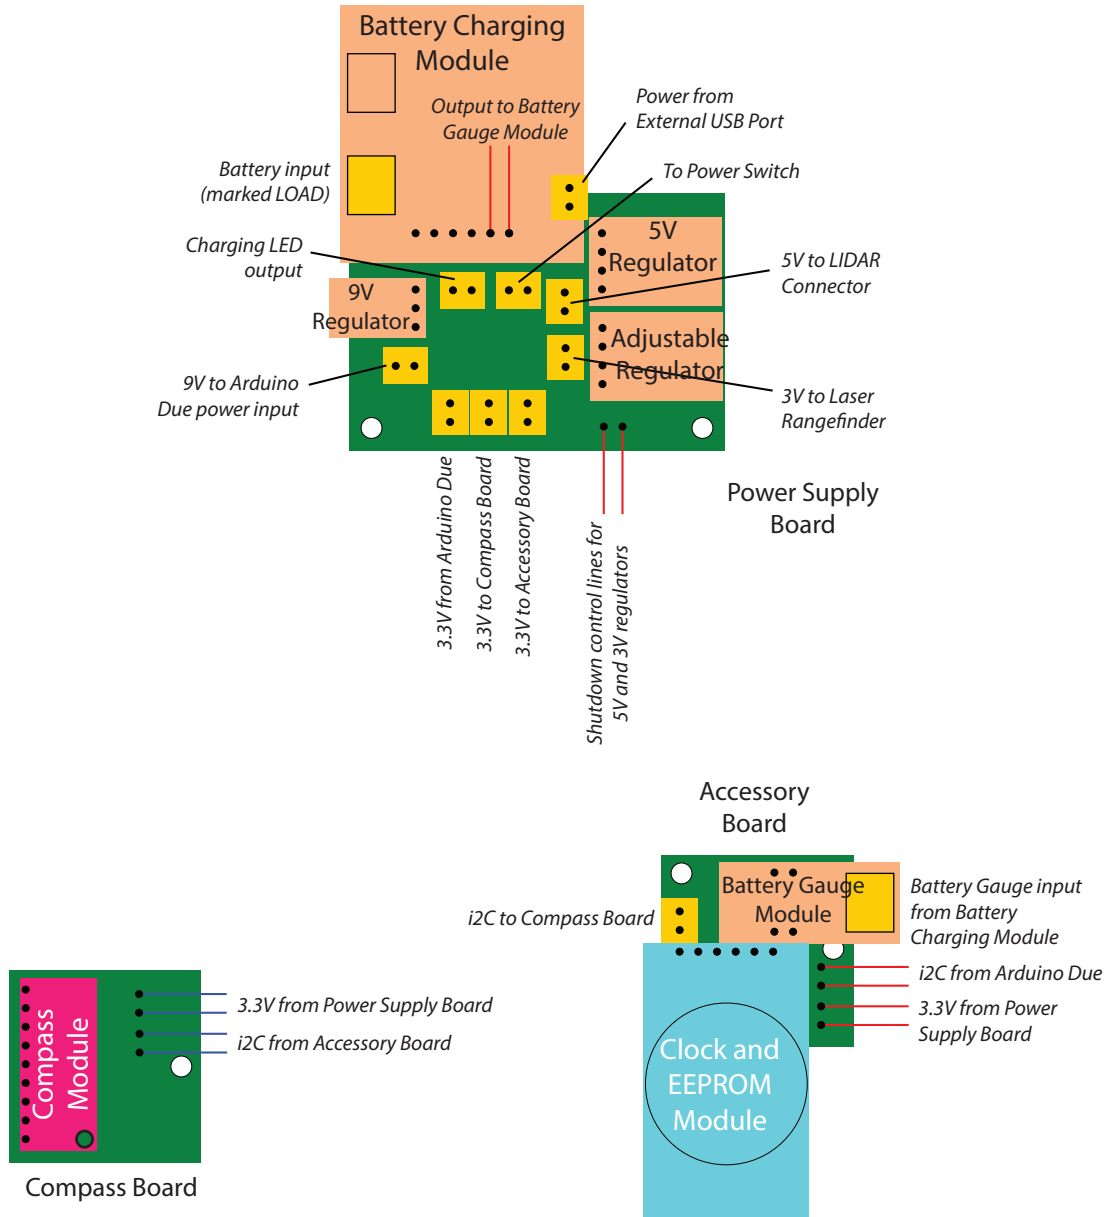 Battery Charging
Module
Output to Battery
Gauge Module
Power from
External USB Port
Battery input
(marked LOAD)
To Power Switch
Charging LED
output
5V
Regulator
5V to LIDAR
Connector
9V
Regulator
Adjustable
Regulator
9V to Arduino
Due power input
3V to Laser
Rangefinder
3.3V from Arduino Due
3.3V to Compass Board
3.3V to Accessory Board
Shutdown control lines for
5V and 3V regulators
Power Supply
Board
Accessory
Board
Battery Gauge
Module
i2C to Compass Board
Battery Gauge input
from Battery
Charging Module
i2C from Arduino Due
3.3V from Power
Supply Board
Clock and
EEPROM
Module
Compass
Module
3.3V from Power Supply Board
i2C from Accessory Board
Compass Board